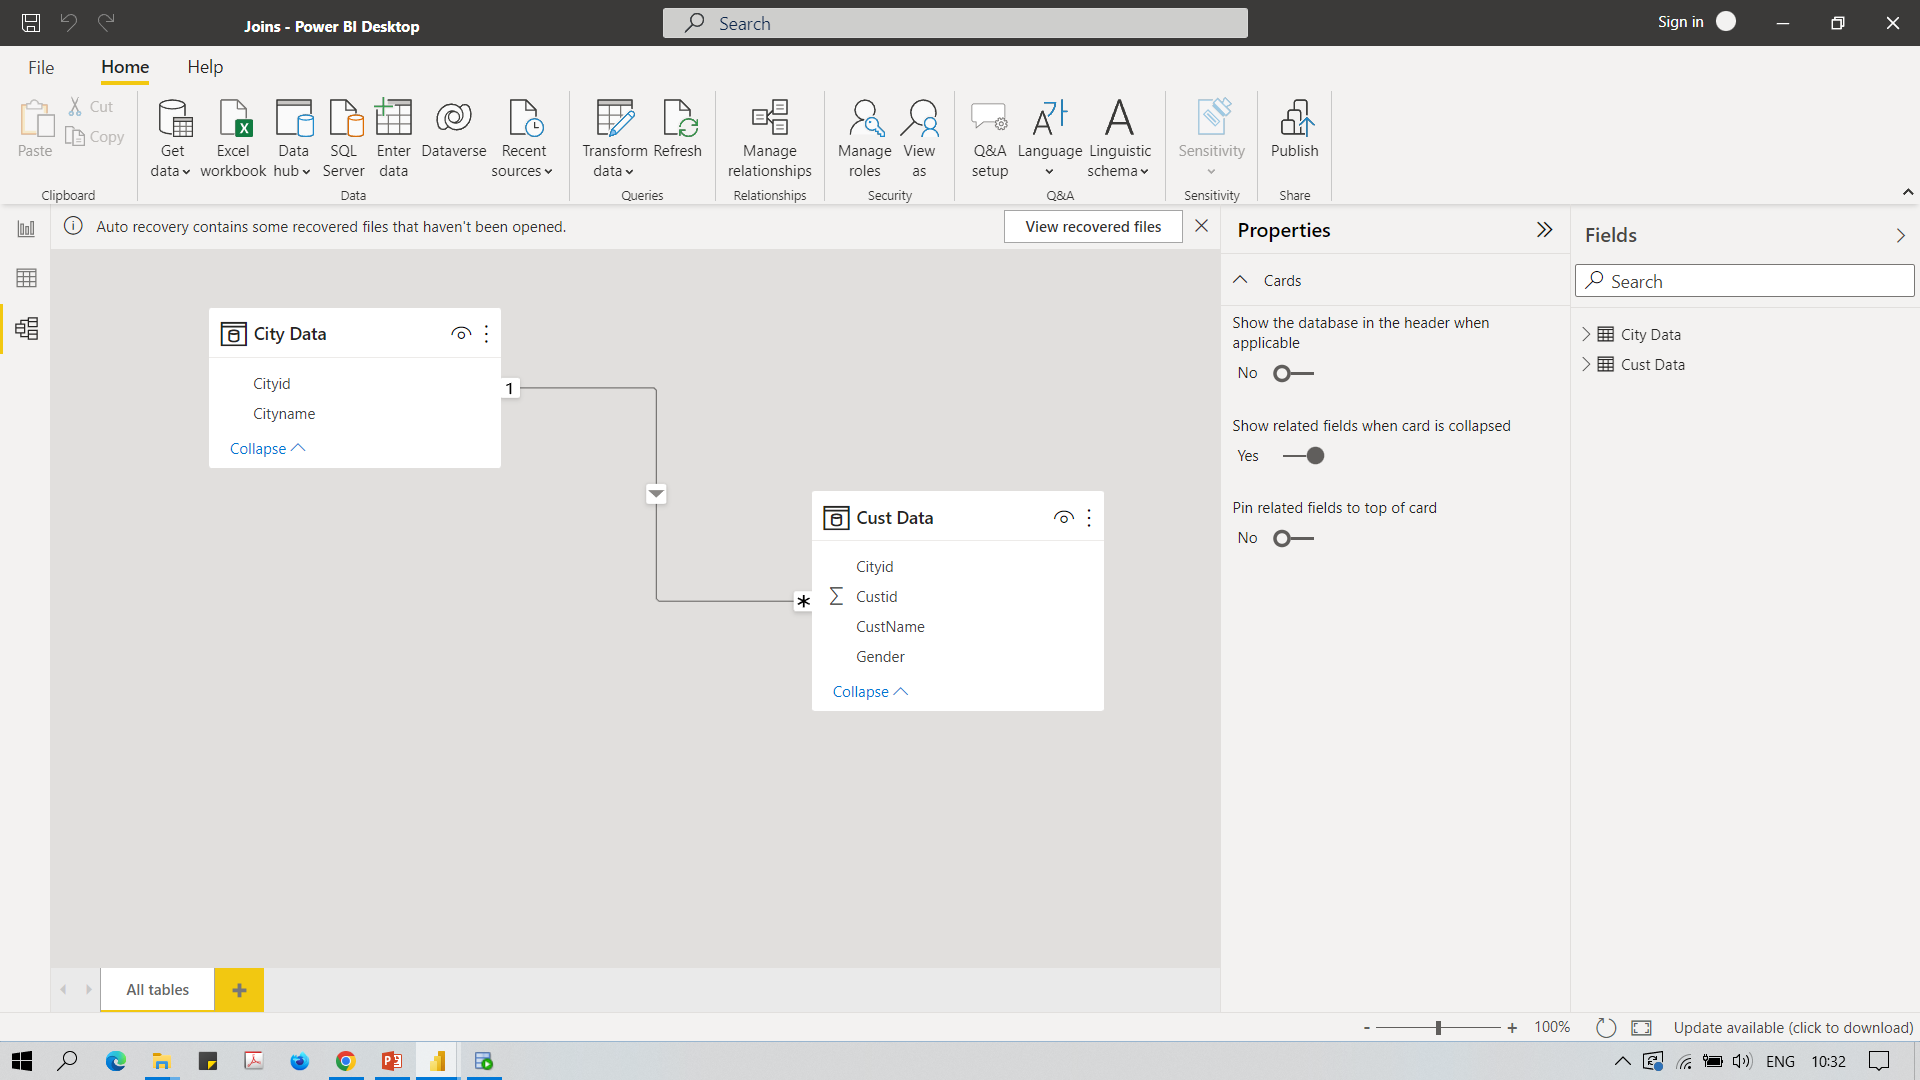 Joins - Power BI Desktop
Search
Sign in
File
Home
Help
Paste
Cut
Copy
Clipboard
Get data
Excel workbook
Data hub
SQL Server
Enter data
Dataverse
Recent sources
Data
Transform data
Refresh
Queries
Manage relationships
Relationships
Manage roles
View as
Security
Q&A setup
Language
Linguistic schema
Q&A
Sensitivity
Sensitivity
Publish
Share
Auto recovery contains some recovered files that haven't been opened.
View recovered files
City Data
Cityid
Cityname
Collapse
1
*
Cust Data
Cityid
Custid
CustName
Gender
Collapse
Properties
Cards
Show the database in the header when
applicable
No
Show related fields when card is collapsed
Yes
Pin related fields to top of card
No
Fields
Search
City Data
Cust Data
All tables
- + 100%
Update available (click to download)
ENG
10:32